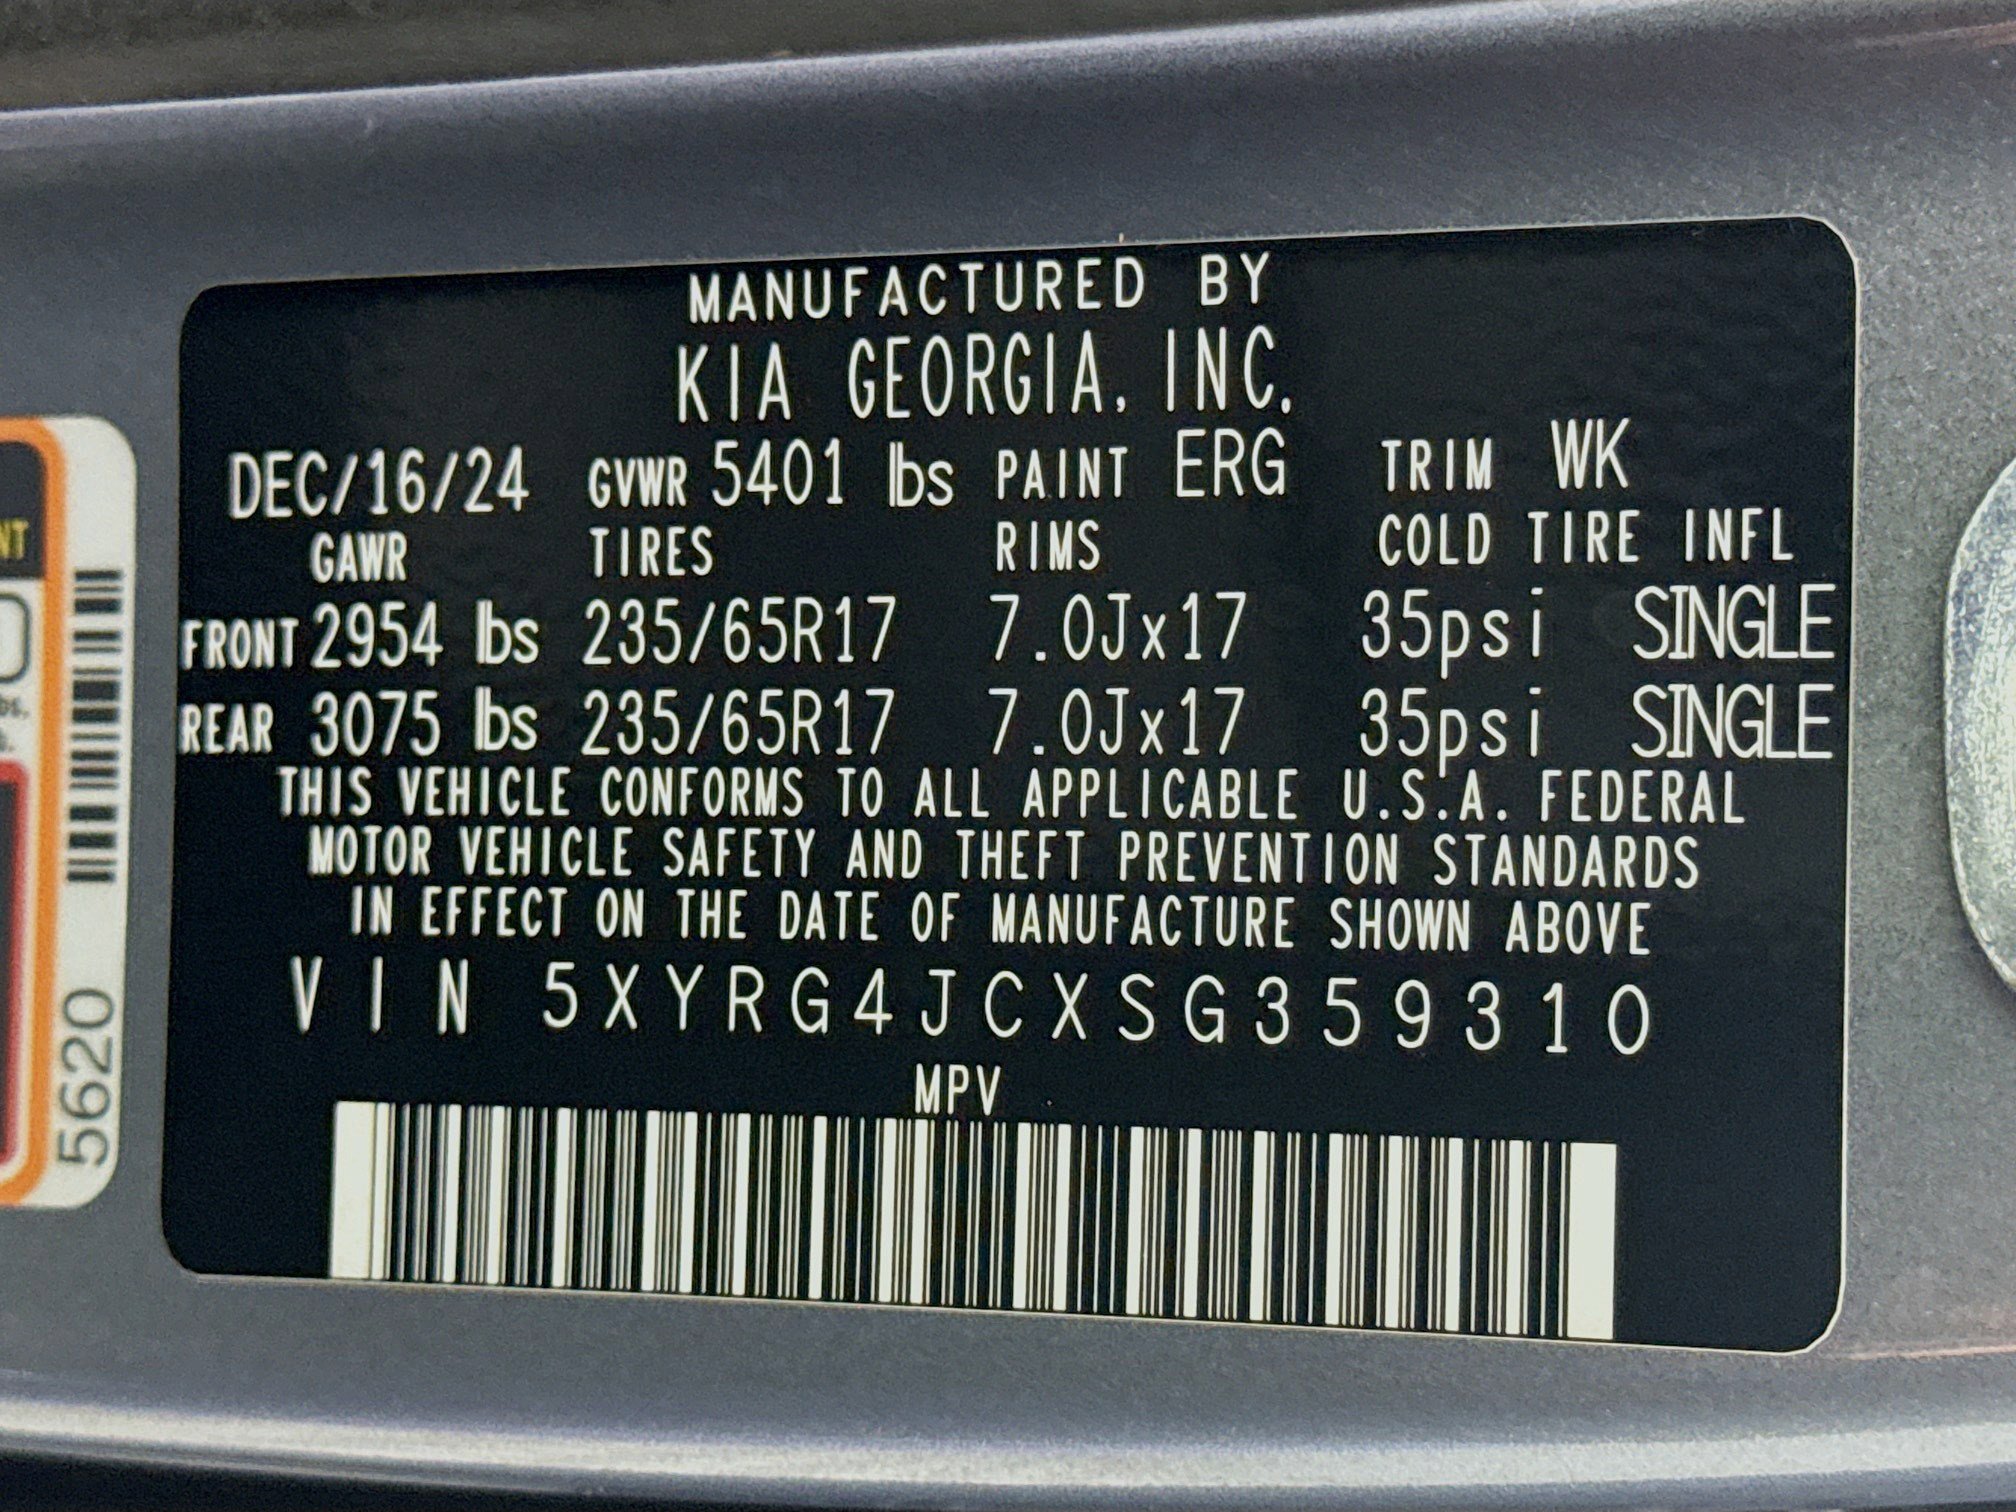 MANUFACTURED BY
KIA GEORGIA, INC.
DEC/16/24 GVWR 5401 lbs PAINT ERG TRIM WK
GAWR TIRES RIMS COLD TIRE INFL
FRONT 2954 lbs 235/65R17 7.0Jx17 35psi SINGLE
REAR 3075 lbs 235/65R17 7.0Jx17 35psi SINGLE
THIS VEHICLE CONFORMS TO ALL APPLICABLE U.S.A. FEDERAL
MOTOR VEHICLE SAFETY AND THEFT PREVENTION STANDARDS
IN EFFECT ON THE DATE OF MANUFACTURE SHOWN ABOVE
VIN 5XYRG4JCXSG359310
MPV
5620